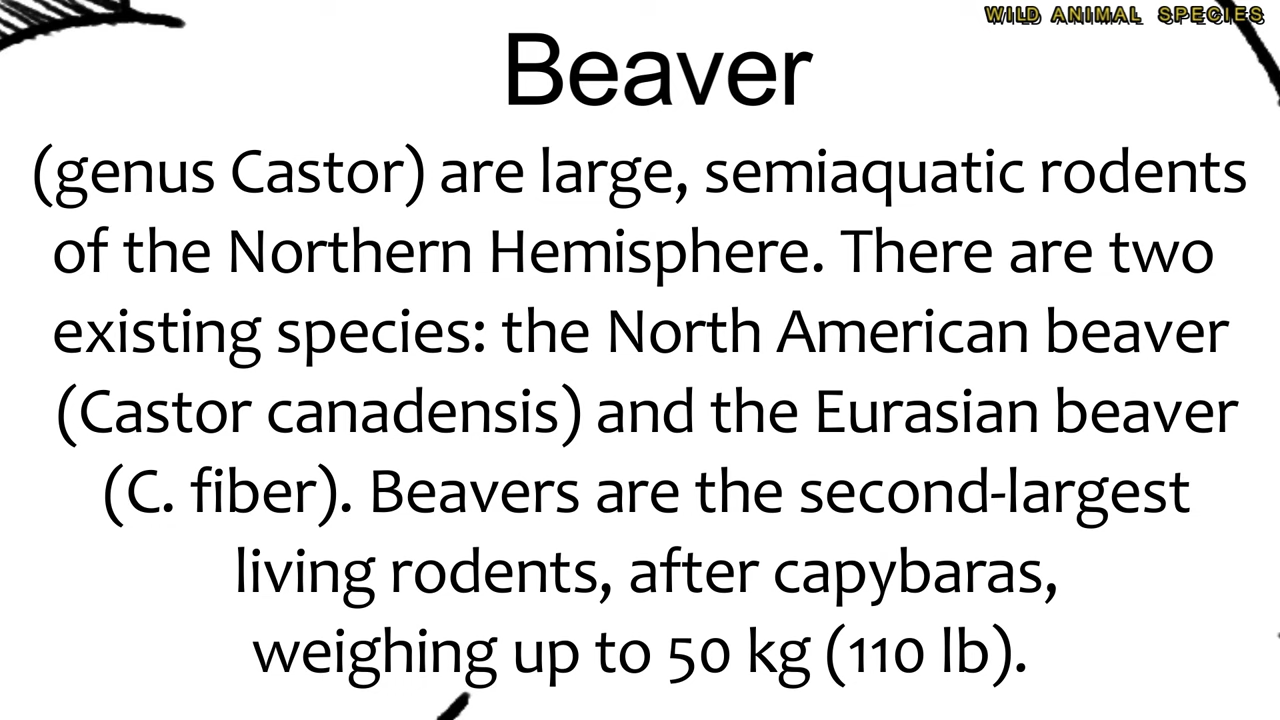 WILD ANIMAL SPECIES
Beaver
(genus Castor) are large, semiaquatic rodents
of the Northern Hemisphere. There are two
existing species: the North American beaver
(Castor canadensis) and the Eurasian beaver
(C. fiber). Beavers are the second-largest
living rodents, after capybaras,
weighing up to 50 kg (110 lb).